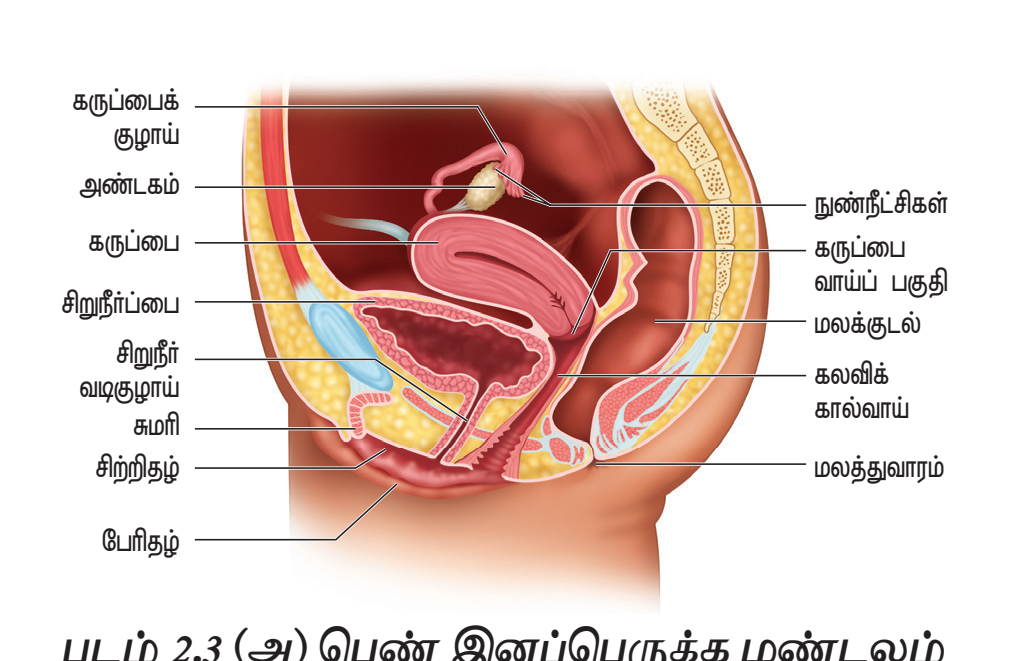 கருப்பைக்
குழாய்
அண்டகம்
கருப்பை
சிறுநீர்ப்பை
சிறுநீர்
வடிகுழாய்
சுமரி
சிற்றிதழ்
பேரிதழ்
நுண்நீட்சிகள்
கருப்பை
வாய்ப் பகுதி
மலக்குடல்
கலவிக்
கால்வாய்
மலத்துவாரம்
படம் 2.3 (அ) பெண் இனப்பெருக்க மண்டலம்